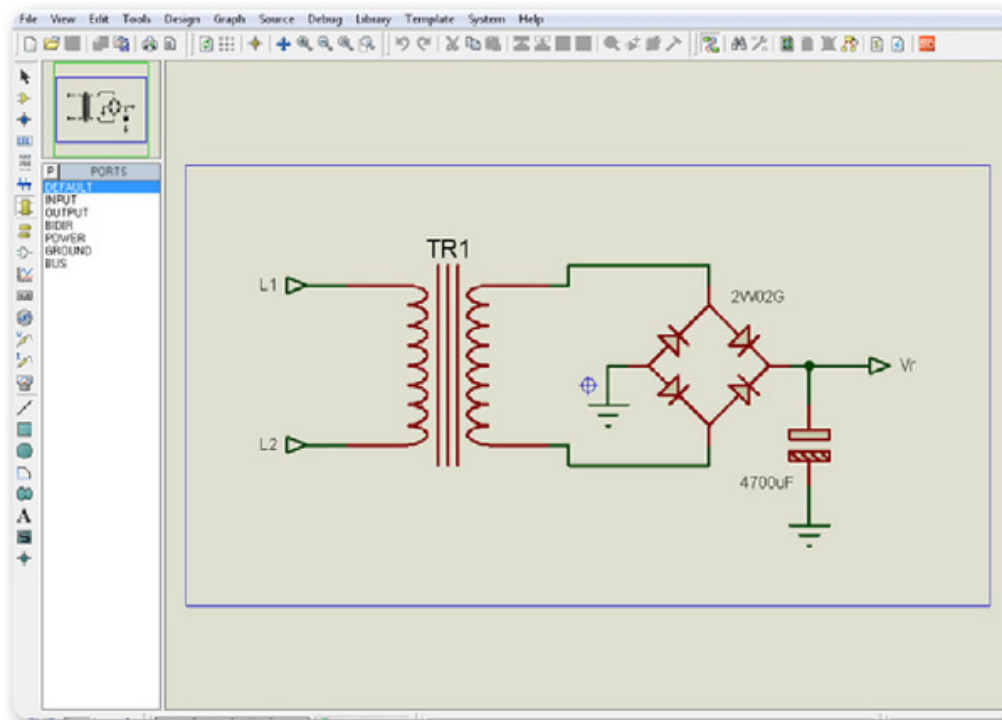 File View Edit Tools Design Graph Source Debug Library Template System Help
P PORTS
DEFAULT
INPUT
OUTPUT
BIDIR
POWER
GROUND
BUS
TR1
L1
2W02G
Vr
L2
4700uF
A
S